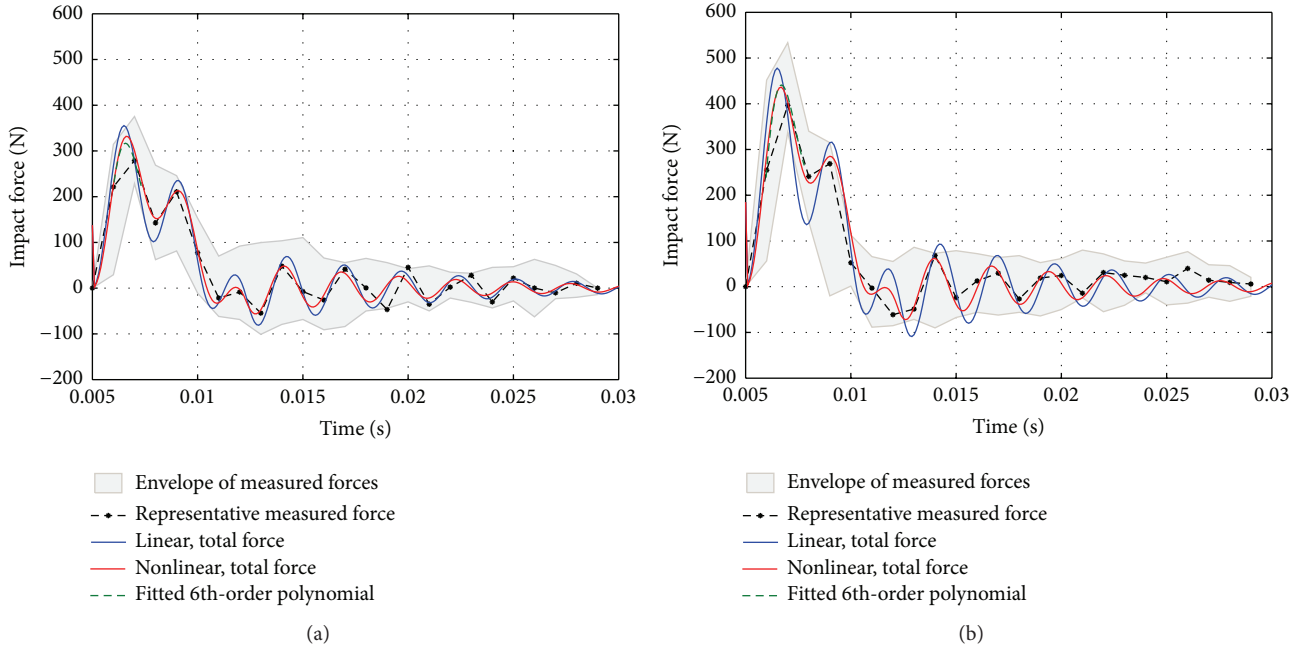 600
500
400
300
200
100
0
−100
−200
0.005
0.01
0.015
0.02
0.025
0.03
Impact force (N)
Time (s)
Envelope of measured forces
Representative measured force
Linear, total force
Nonlinear, total force
Fitted 6th-order polynomial
(a)
600
500
400
300
200
100
0
−100
−200
0.005
0.01
0.015
0.02
0.025
0.03
Impact force (N)
Time (s)
Envelope of measured forces
Representative measured force
Linear, total force
Nonlinear, total force
Fitted 6th-order polynomial
(b)